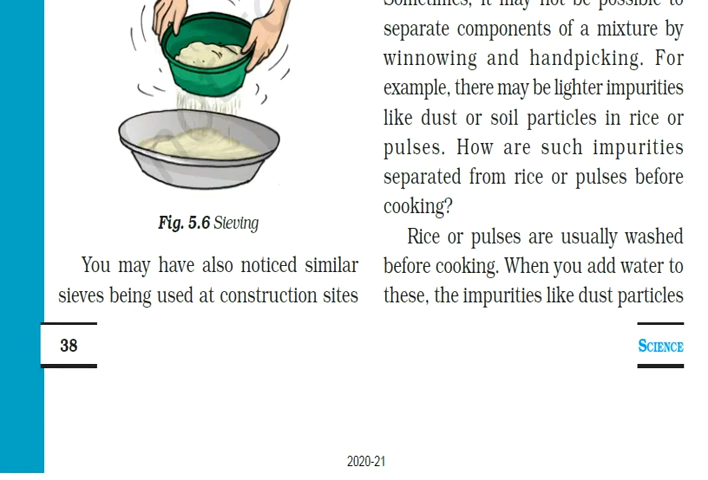 Fig. 5.6 Sieving
You may have also noticed similar
sieves being used at construction sites
Sometimes, it may not be possible to
separate components of a mixture by
winnowing and handpicking. For
example, there may be lighter impurities
like dust or soil particles in rice or
pulses. How are such impurities
separated from rice or pulses before
cooking?
Rice or pulses are usually washed
before cooking. When you add water to
these, the impurities like dust particles
38
SCIENCE
2020-21